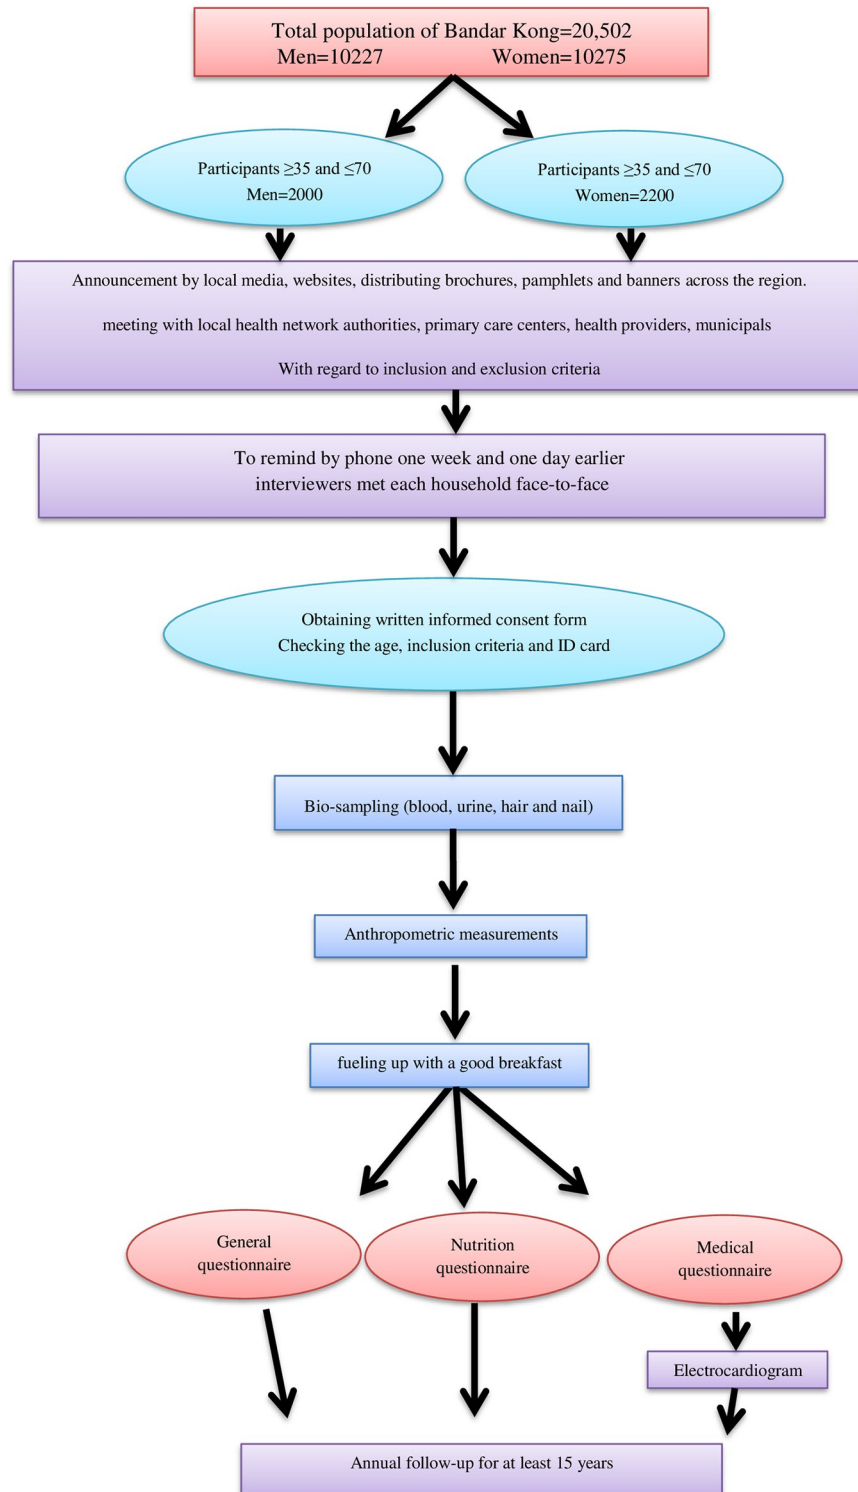 Total population of Bandar Kong=20,502
Men=10227 Women=10275
Participants ≥35 and ≤70
Men=2000
Participants ≥35 and ≤70
Women=2200
Announcement by local media, websites, distributing brochures, pamphlets and banners across the region.
meeting with local health network authorities, primary care centers, health providers, municipals
With regard to inclusion and exclusion criteria
To remind by phone one week and one day earlier
interviewers met each household face-to-face
Obtaining written informed consent form
Checking the age, inclusion criteria and ID card
Bio-sampling (blood, urine, hair and nail)
Anthropometric measurements
fueling up with a good breakfast
General
questionnaire
Nutrition
questionnaire
Medical
questionnaire
Electrocardiogram
Annual follow-up for at least 15 years